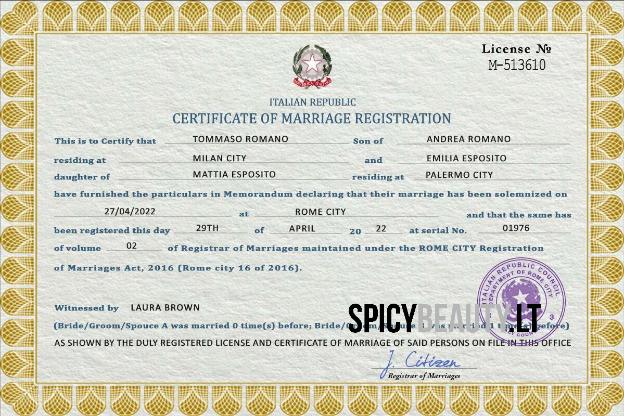 License №
M-513610
ITALIAN REPUBLIC
CERTIFICATE OF MARRIAGE REGISTRATION
This is to Certify that TOMMASO ROMANO Son of ANDREA ROMANO
residing at MILAN CITY and EMILIA ESPOSITO
daughter of MATTIA ESPOSITO residing at PALERMO CITY
have furnished the particulars in Memorandum declaring that their marriage has been solemnized on
27/04/2022 at ROME CITY and that the same has
been registered this day 29TH of APRIL 20 22 at serial No. 01976
of volume 02 of Registrar of Marriages maintained under the ROME CITY Registration
of Marriages Act, 2016 (Rome city 16 of 2016).
ITALIAN REPUBLIC COUNCIL
DEPARTMENT OF ROME CITY
3
Witnessed by LAURA BROWN
SPICYBEAUTY.LT
(Bride/Groom/Spouce A was married 0 time(s) before; Bride/ before)
AS SHOWN BY THE DULY REGISTERED LICENSE AND CERTIFICATE OF MARRIAGE OF SAID PERSONS ON FILE IN THIS OFFICE
J. Citizen
Registrar of Marriages